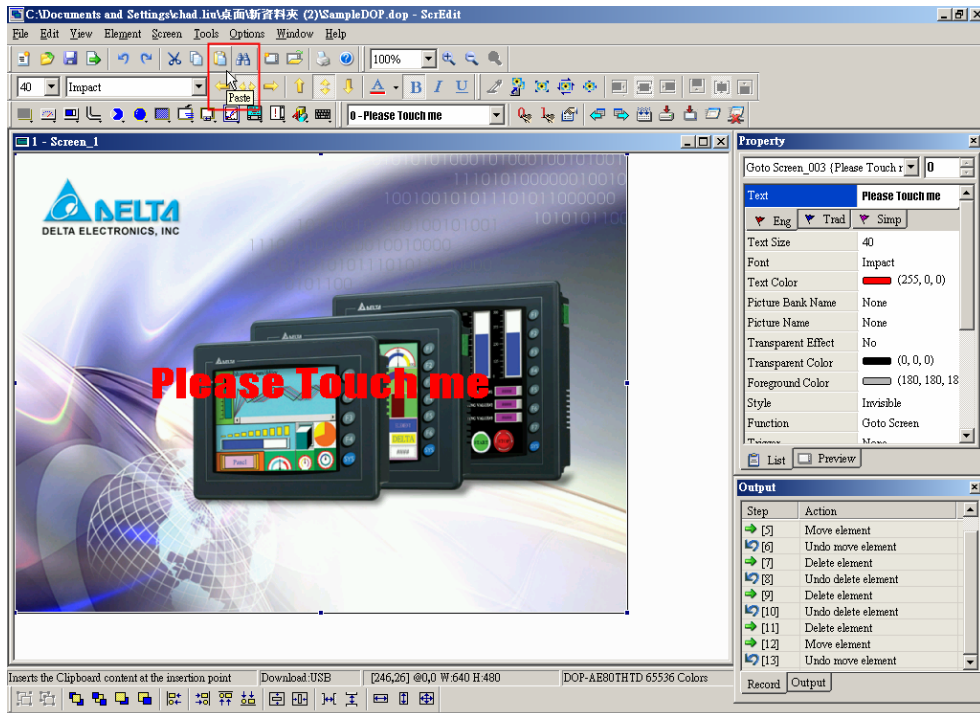 C:\Documents and Settings\chad.liu\桌面\新資料夾 (2)\SampleDOP.dop - ScrEdit
File Edit View Element Screen Tools Options Window Help
100%
40 Impact A B I U
Paste
0 - Please Touch me
1 - Screen_1
DELTA
DELTA ELECTRONICS, INC
Please Touch me
Property
Goto Screen_003 {Please Touch r 0
Text Please Touch me
Eng Trad Simp
Text Size 40
Font Impact
Text Color (255, 0, 0)
Picture Bank Name None
Picture Name None
Transparent Effect No
Transparent Color (0, 0, 0)
Foreground Color (180, 180, 18
Style Invisible
Function Goto Screen
Trigger None
List Preview
Output
Step Action
[5] Move element
[6] Undo move element
[7] Delete element
[8] Undo delete element
[9] Delete element
[10] Undo delete element
[11] Delete element
[12] Move element
[13] Undo move element
Record Output
Inserts the Clipboard content at the insertion point Download:USB [246,26] @0,0 W:640 H:480 DOP-AE80THTD 65536 Colors